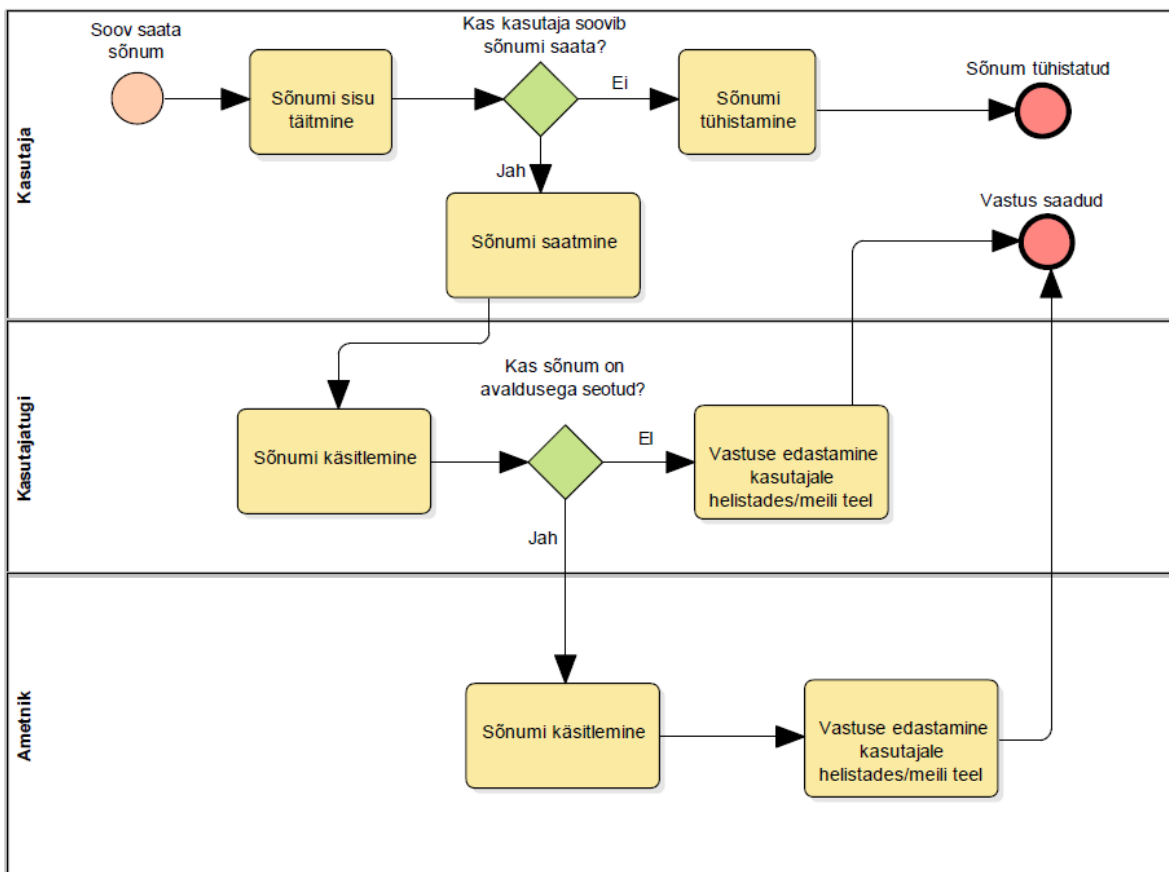 Kasutaja
Soov saata
sõnum
Sõnumi sisu
täitmine
Kas kasutaja soovib
sõnumi saata?
Ei
Sõnumi
tühistamine
Sõnum tühistatud
Jah
Sõnumi saatmine
Vastus saadud
Kasutajatugi
Sõnumi käsitlemine
Kas sõnum on
avaldusega seotud?
EI
Vastuse edastamine
kasutajale
helistades/meili teel
Jah
Ametnik
Sõnumi käsitlemine
Vastuse edastamine
kasutajale
helistades/meili teel